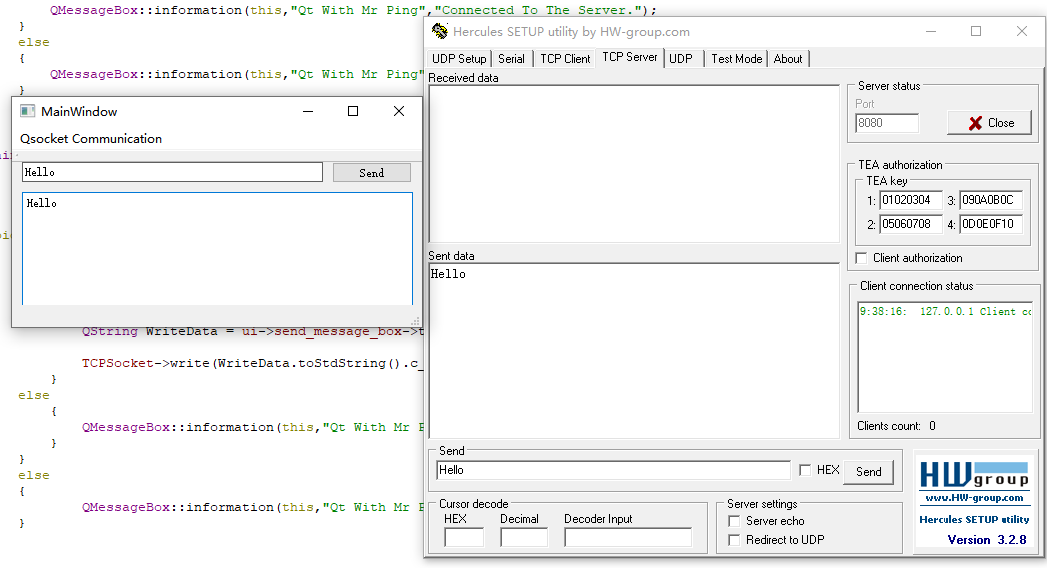 QMessageBox::information(this,"Qt With Mr Ping","Connected To The Server.");
}
else
{
QMessageBox::information(this,"Qt With Mr Ping"
}
MainWindow
Qsocket Communication
Hello
Send
Hello
QString WriteData = ui->send_message_box->t
TCPSocket->write(WriteData.toStdString().c_
}
else
{
QMessageBox::information(this,"Qt With Mr P
}
}
else
{
QMessageBox::information(this,"Qt With Mr P
}
Hercules SETUP utility by HW-group.com
UDP Setup Serial TCP Client TCP Server UDP Test Mode About
Received data
Sent data
Hello
Send
Hello
HEX
Send
Cursor decode
HEX Decimal Decoder Input
Server settings
Server echo
Redirect to UDP
Server status
Port
8080
Close
TEA authorization
TEA key
1: 01020304 3: 090A0B0C
2: 05060708 4: 0D0E0F10
Client authorization
Client connection status
9:38:16: 127.0.0.1 Client co
Clients count: 0
HWgroup
www.HW-group.com
Hercules SETUP utility
Version 3.2.8